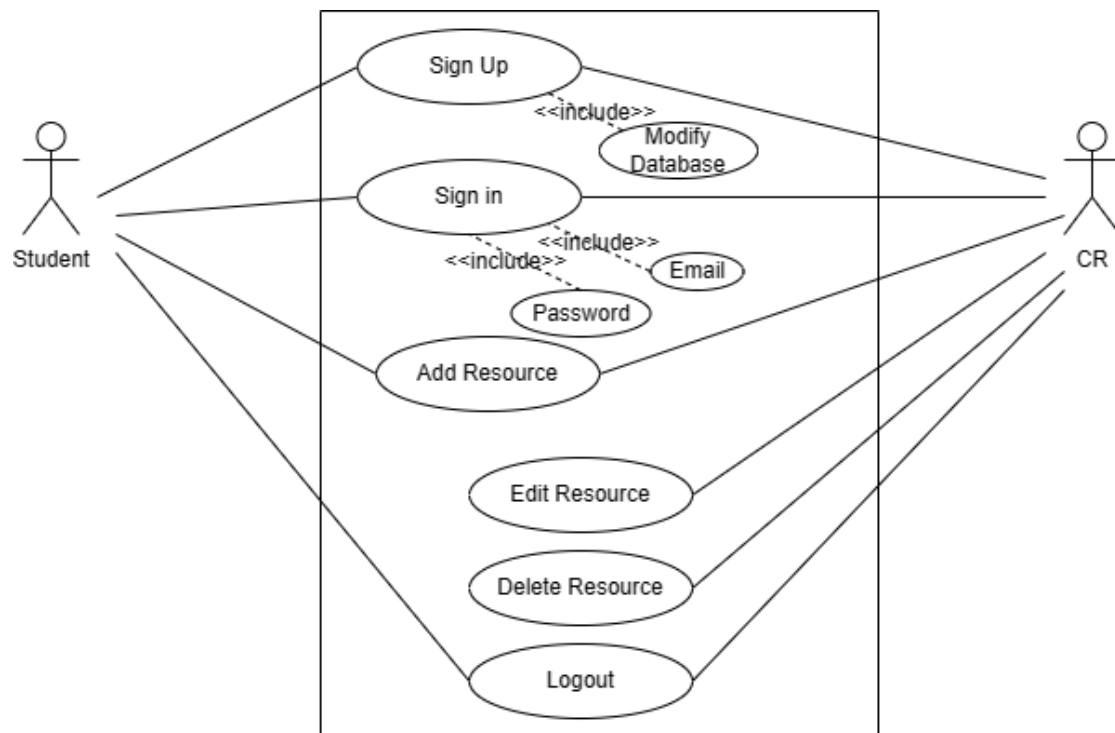 Sign Up
<<include>>
Modify
Database
Sign in
Student
CR
<<include>>
<<include>>
Email
Password
Add Resource
Edit Resource
Delete Resource
Logout